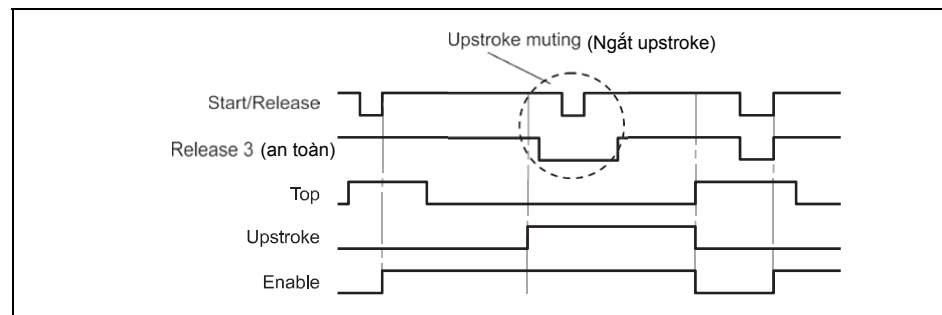 Upstroke muting (Ngắt upstroke)
Start/Release
Release 3 (an toàn)
Top
Upstroke
Enable